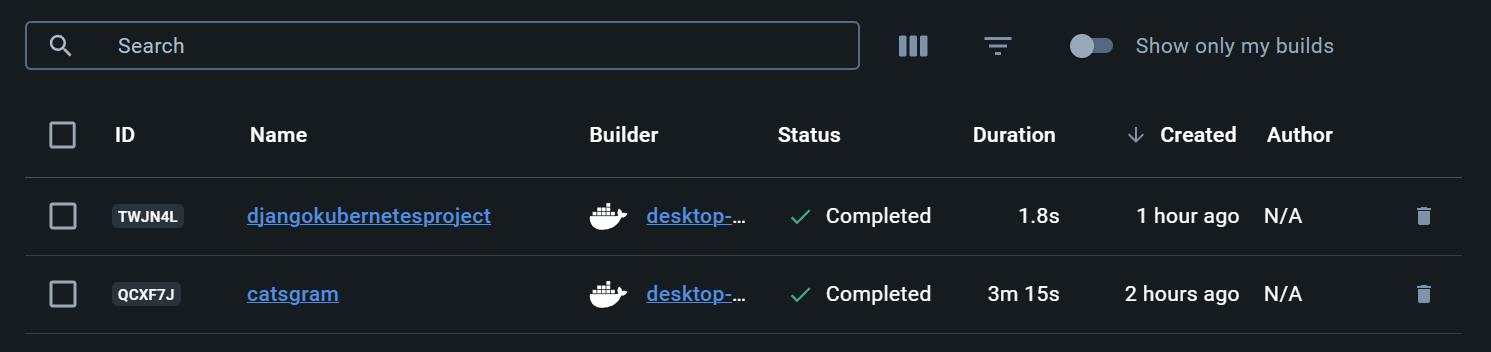 Search Show only my builds
ID Name Builder Status Duration Created Author
TWJN4L djangokubernetesproject desktop-... Completed 1.8s 1 hour ago N/A
QCXF7J catsgram desktop-... Completed 3m 15s 2 hours ago N/A